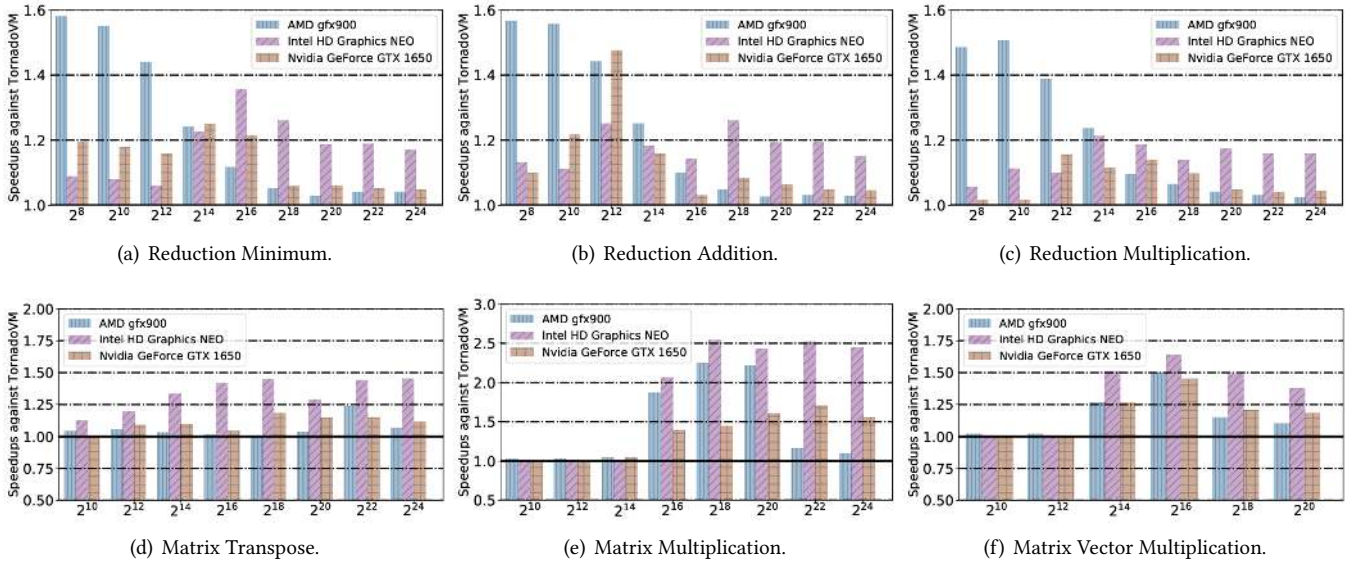 Speedups against TornadoVM
1.6
1.4
1.2
1.0
AMD gfx900
Intel HD Graphics NEO
Nvidia GeForce GTX 1650
2^8 2^10 2^12 2^14 2^16 2^18 2^20 2^22 2^24
(a) Reduction Minimum.
Speedups against TornadoVM
1.6
1.4
1.2
1.0
AMD gfx900
Intel HD Graphics NEO
Nvidia GeForce GTX 1650
2^8 2^10 2^12 2^14 2^16 2^18 2^20 2^22 2^24
(b) Reduction Addition.
Speedups against TornadoVM
1.6
1.4
1.2
1.0
AMD gfx900
Intel HD Graphics NEO
Nvidia GeForce GTX 1650
2^8 2^10 2^12 2^14 2^16 2^18 2^20 2^22 2^24
(c) Reduction Multiplication.
Speedups against TornadoVM
2.00
1.75
1.50
1.25
1.00
0.75
0.50
AMD gfx900
Intel HD Graphics NEO
Nvidia GeForce GTX 1650
2^10 2^12 2^14 2^16 2^18 2^20 2^22 2^24
(d) Matrix Transpose.
Speedups against TornadoVM
3.0
2.5
2.0
1.5
1.0
0.5
AMD gfx900
Intel HD Graphics NEO
Nvidia GeForce GTX 1650
2^10 2^12 2^14 2^16 2^18 2^20 2^22 2^24
(e) Matrix Multiplication.
Speedups against TornadoVM
2.00
1.75
1.50
1.25
1.00
0.75
0.50
AMD gfx900
Intel HD Graphics NEO
Nvidia GeForce GTX 1650
2^10 2^12 2^14 2^16 2^18 2^20
(f) Matrix Vector Multiplication.